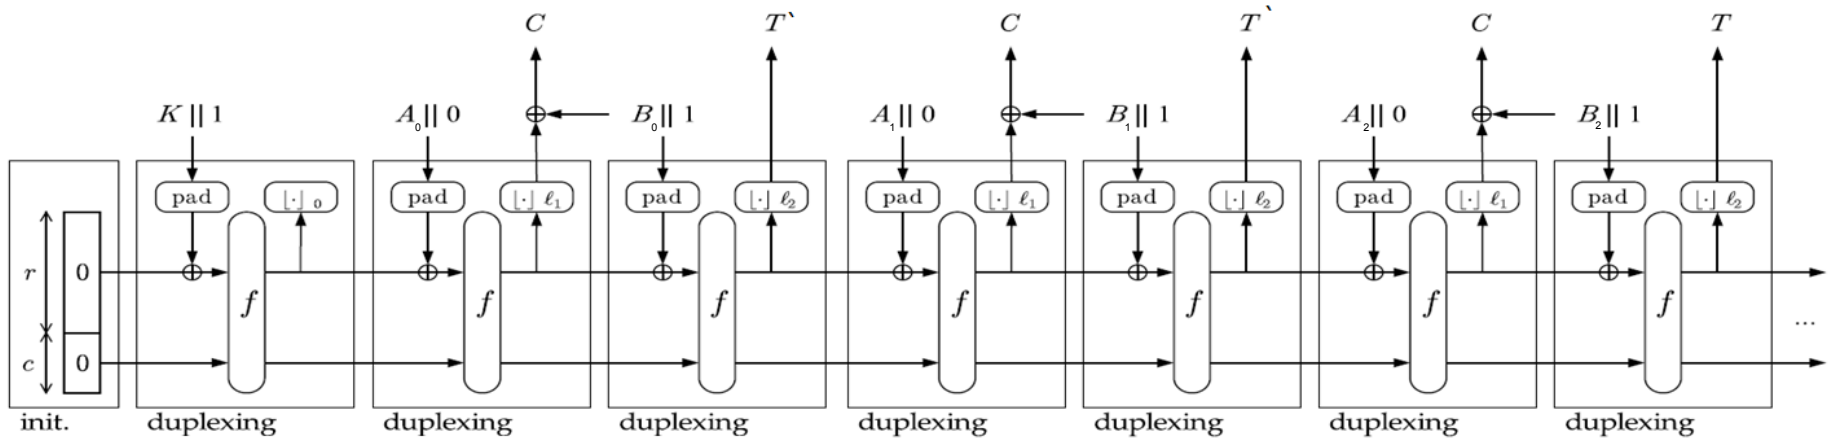 C T` C T` C T
K || 1 A₀|| 0 B₀|| 1 A₁|| 0 B₁|| 1 A₂|| 0 B₂|| 1
pad ⌊·⌋ ₀ pad ⌊·⌋ ℓ₁ pad ⌊·⌋ ℓ₂ pad ⌊·⌋ ℓ₁ pad ⌊·⌋ ℓ₂ pad ⌊·⌋ ℓ₁ pad ⌊·⌋ ℓ₂
r 0
f f f f f f f
...
c 0
init. duplexing duplexing duplexing duplexing duplexing duplexing duplexing